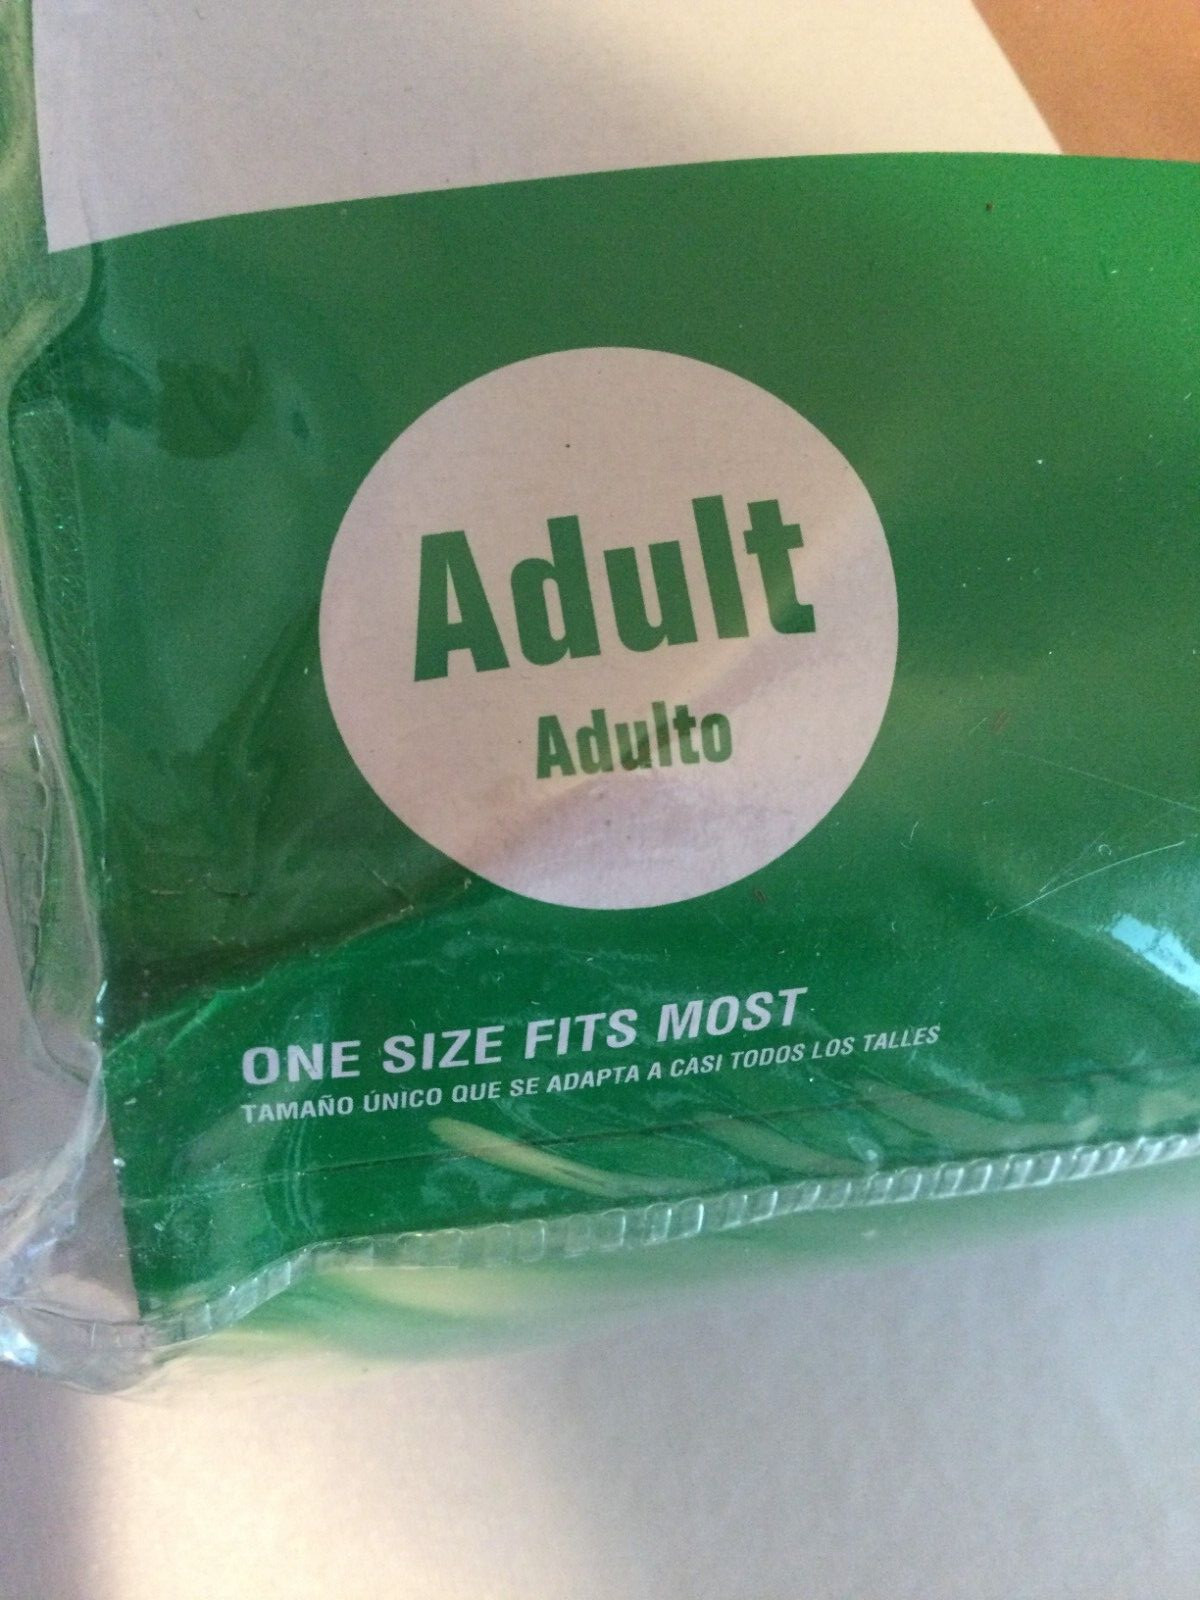 Adult
Adulto
ONE SIZE FITS MOST
TAMAÑO ÚNICO QUE SE ADAPTA A CASI TODOS LOS TALLES